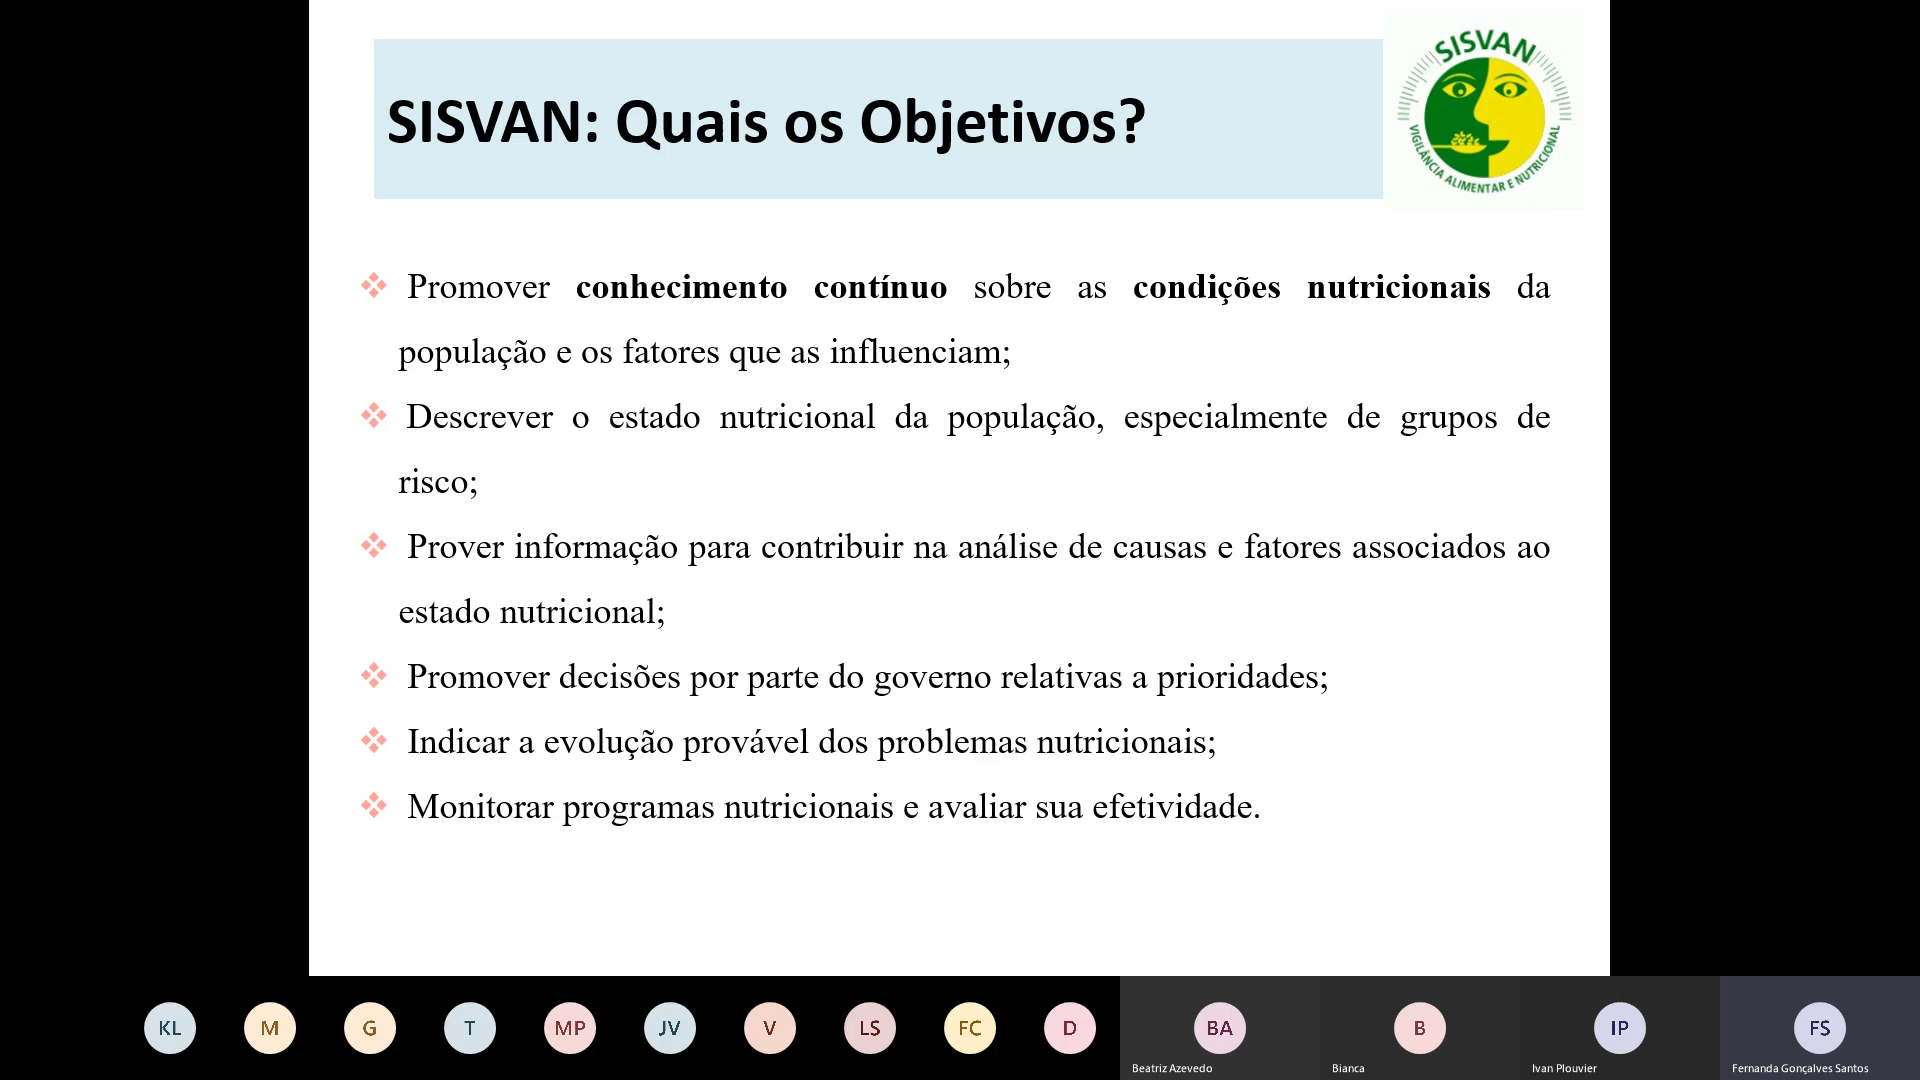 SISVAN: Quais os Objetivos?
SISVAN
VIGILÂNCIA ALIMENTAR E NUTRICIONAL
Promover conhecimento contínuo sobre as condições nutricionais da
população e os fatores que as influenciam;
Descrever o estado nutricional da população, especialmente de grupos de
risco;
Prover informação para contribuir na análise de causas e fatores associados ao
estado nutricional;
Promover decisões por parte do governo relativas a prioridades;
Indicar a evolução provável dos problemas nutricionais;
Monitorar programas nutricionais e avaliar sua efetividade.
KL M G T MP JV V LS FC D BA B IP FS
Beatriz Azevedo Bianca Ivan Plouvier Fernanda Gonçalves Santos